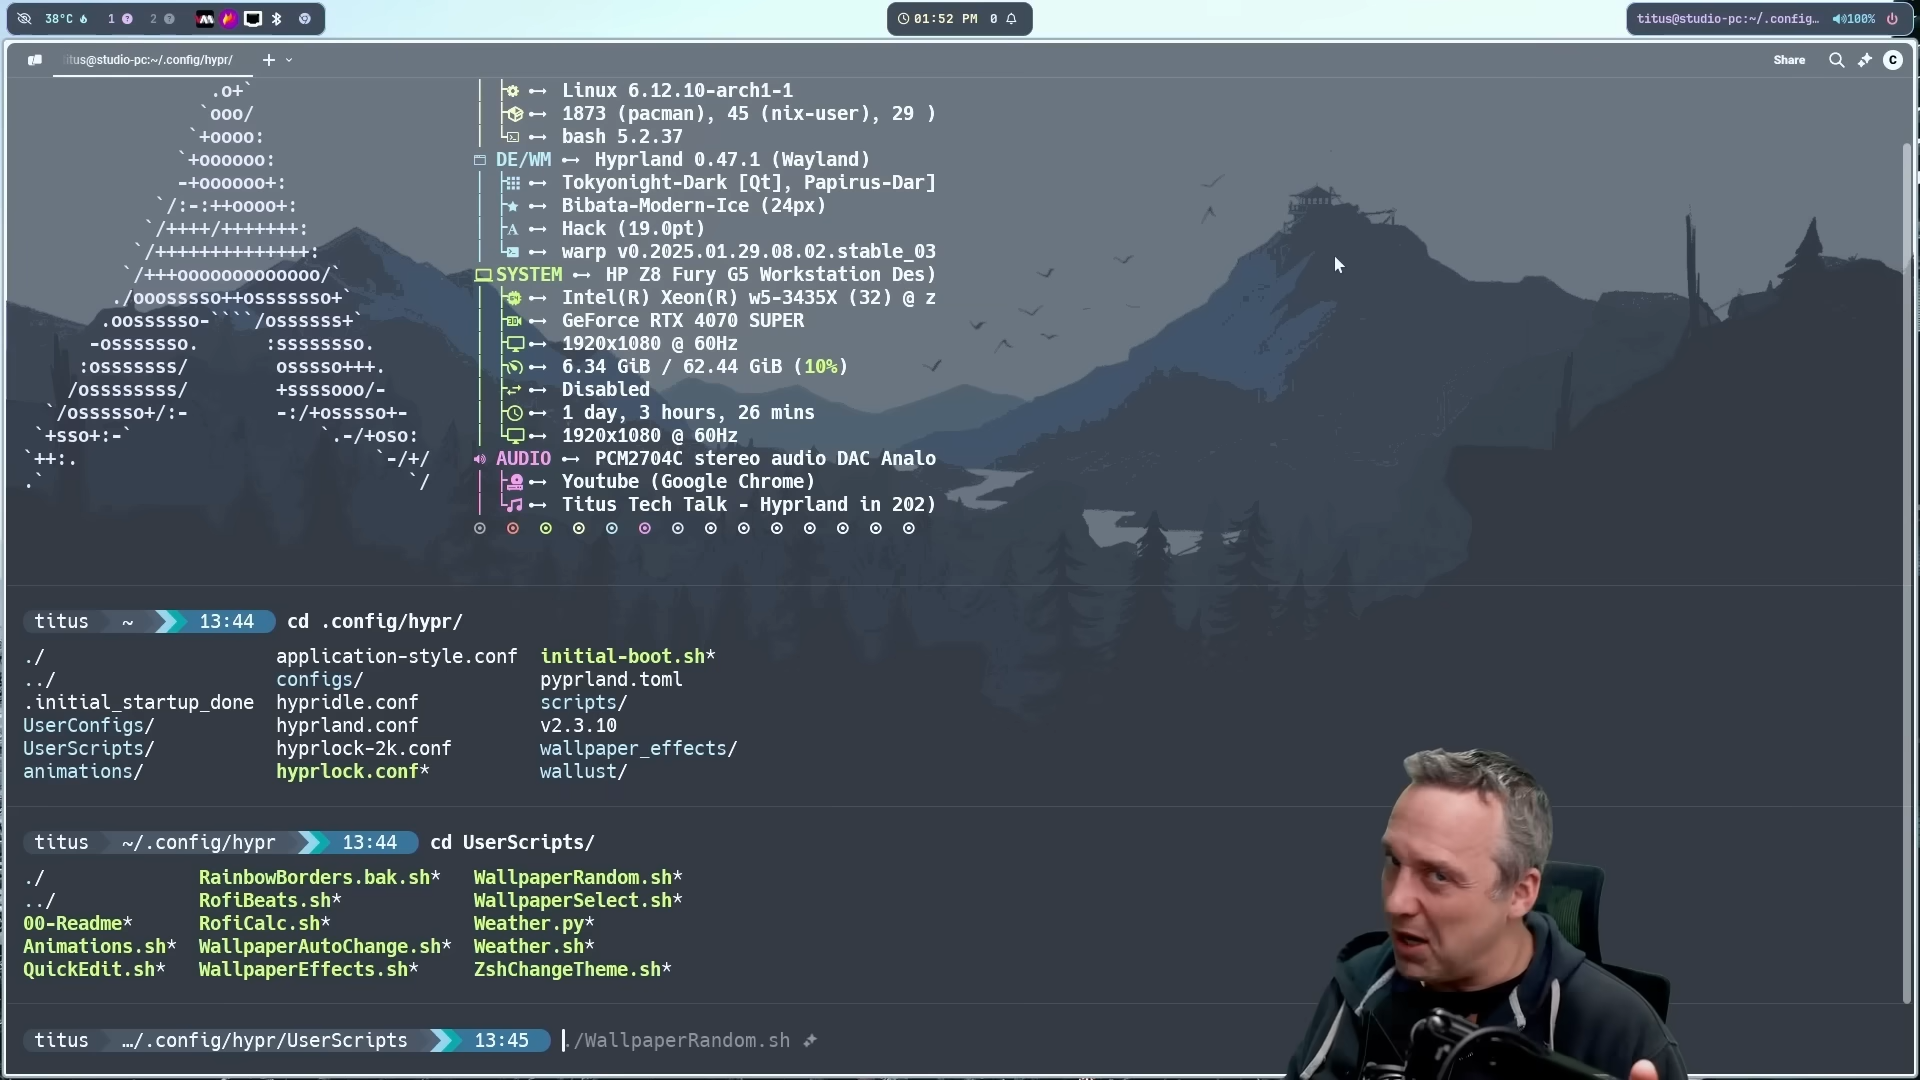 38°C
1
2
01:52 PM 0
titus@studio-pc:~/.config…
100%
titus@studio-pc:~/.config/hypr/
Share
C
.o+`
`ooo/
`+oooo:
`+oooooo:
-+oooooo+:
`/:-:++oooo+:
`/++++/+++++++:
`/++++++++++++++:
`/+++ooooooooooooo/`
./ooosssso++osssssso+`
.oossssso-````/ossssss+`
-osssssso. :ssssssso.
:osssssss/ osssso+++.
/ossssssss/ +ssssooo/-
`/ossssso+/:- -:/+osssso+-
`+sso+:-` `.-/+oso:
`++:. `-/+/
.` `/
Linux 6.12.10-arch1-1
1873 (pacman), 45 (nix-user), 29 )
bash 5.2.37
DE/WM Hyprland 0.47.1 (Wayland)
Tokyonight-Dark [Qt], Papirus-Dar]
Bibata-Modern-Ice (24px)
Hack (19.0pt)
warp v0.2025.01.29.08.02.stable_03
SYSTEM HP Z8 Fury G5 Workstation Des)
Intel(R) Xeon(R) w5-3435X (32) @ z
GeForce RTX 4070 SUPER
1920x1080 @ 60Hz
6.34 GiB / 62.44 GiB (10%)
Disabled
1 day, 3 hours, 26 mins
1920x1080 @ 60Hz
AUDIO PCM2704C stereo audio DAC Analo
Youtube (Google Chrome)
Titus Tech Talk - Hyprland in 202)
titus ~ 13:44 cd .config/hypr/
./ application-style.conf initial-boot.sh*
../ configs/ pyprland.toml
.initial_startup_done hypridle.conf scripts/
UserConfigs/ hyprland.conf v2.3.10
UserScripts/ hyprlock-2k.conf wallpaper_effects/
animations/ hyprlock.conf* wallust/
titus ~/.config/hypr 13:44 cd UserScripts/
./ RainbowBorders.bak.sh* WallpaperRandom.sh*
../ RofiBeats.sh* WallpaperSelect.sh*
00-Readme* RofiCalc.sh* Weather.py*
Animations.sh* WallpaperAutoChange.sh* Weather.sh*
QuickEdit.sh* WallpaperEffects.sh* ZshChangeTheme.sh*
titus …/.config/hypr/UserScripts 13:45 ./WallpaperRandom.sh